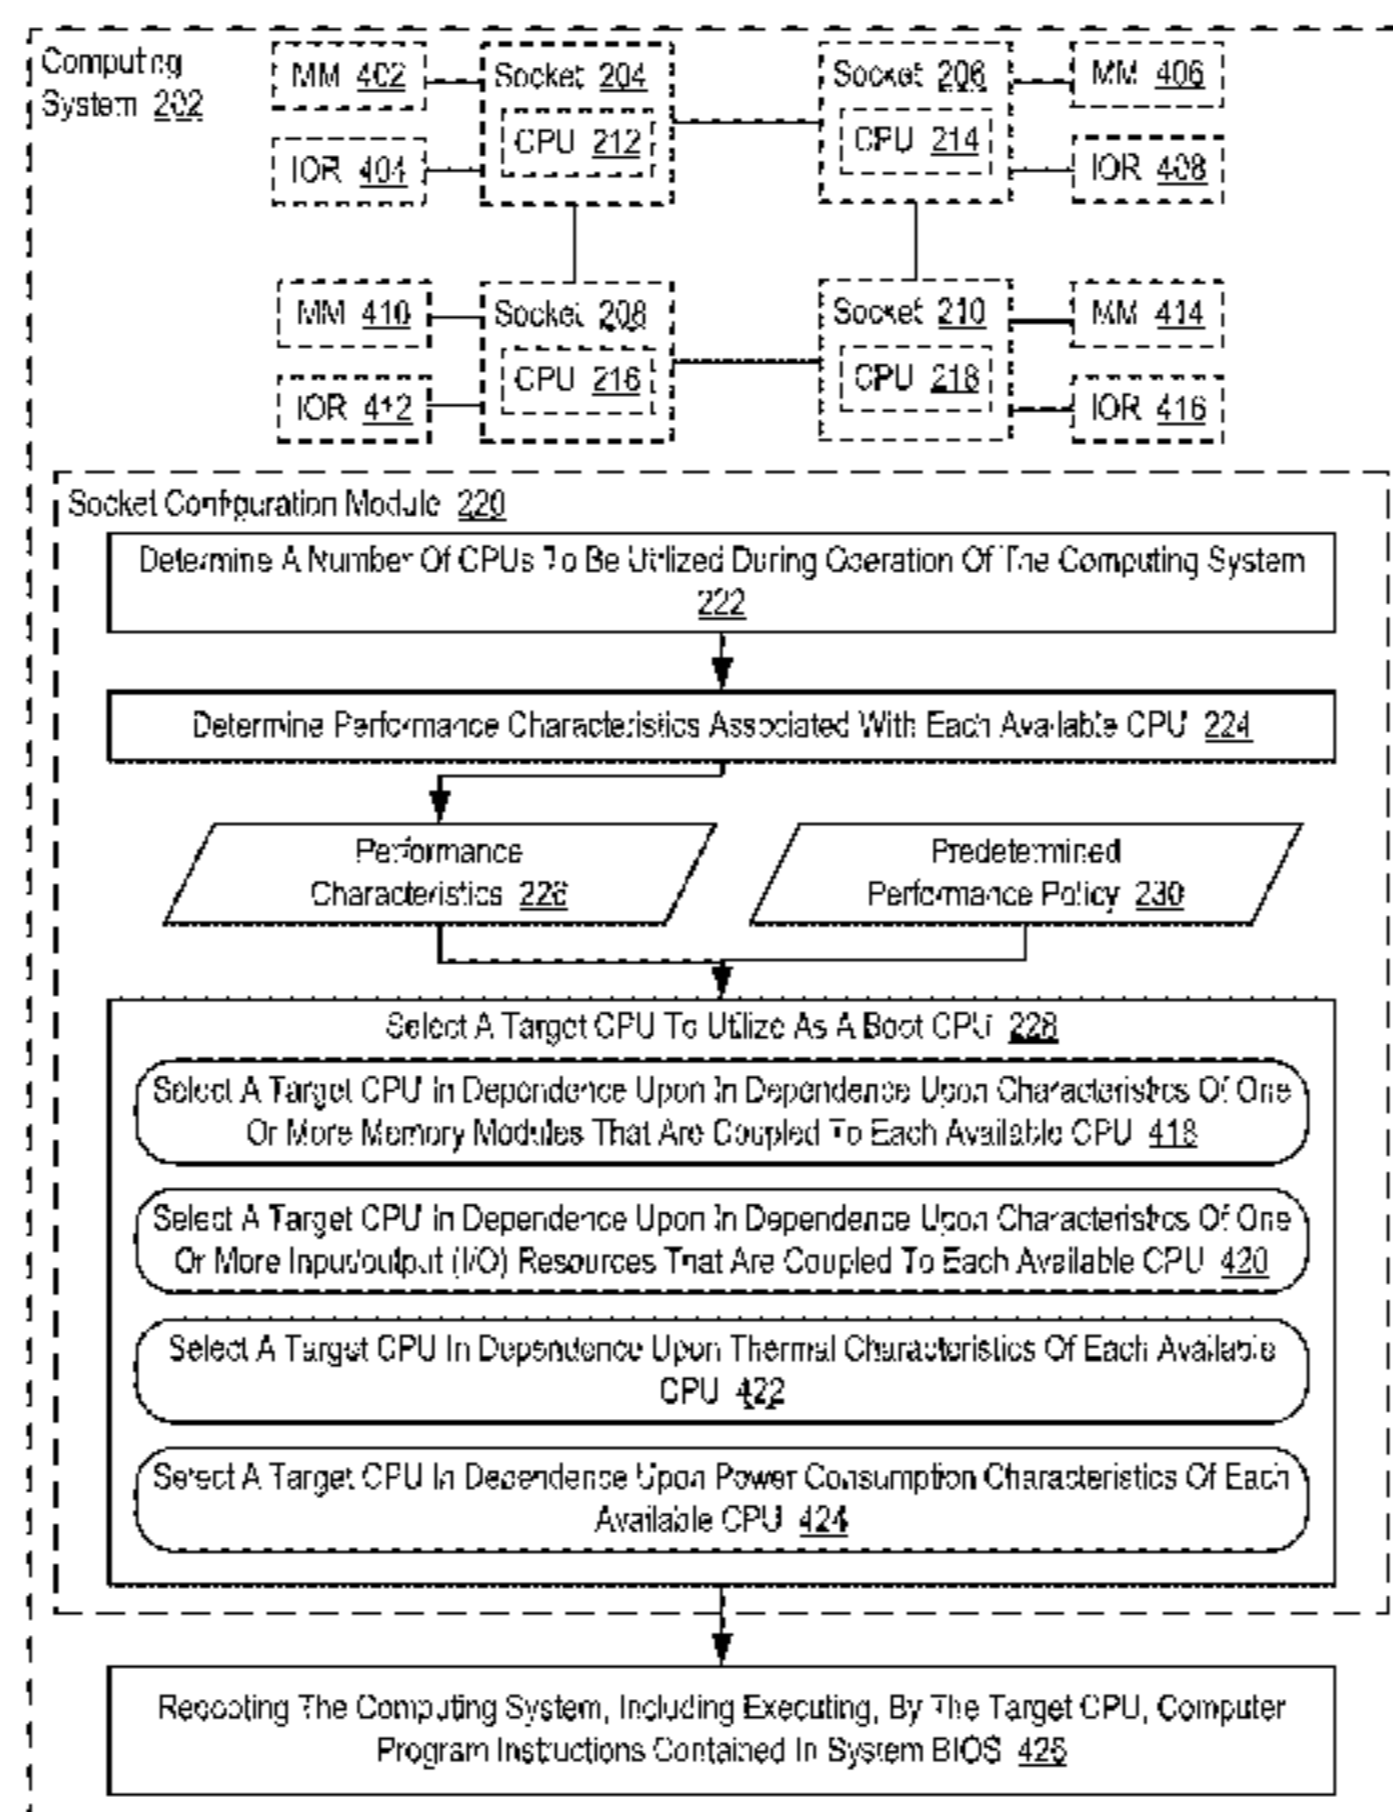 Computing
System 202
MM 402
Socket 204
Socket 206
MM 406
CPU 212
CPU 214
IOR 404
IOR 408
MM 410
Socket 208
Socket 210
MM 414
CPU 216
CPU 218
IOR 412
IOR 416
Socket Configuration Module 220
Determine A Number Of CPUs To Be Utilized During Operation Of The Computing System
222
Determine Performance Characteristics Associated With Each Available CPU 224
Performance
Characteristics 226
Predetermined
Performance Policy 230
Select A Target CPU To Utilize As A Boot CPU 228
Select A Target CPU In Dependence Upon In Dependence Upon Characteristics Of One
Or More Memory Modules That Are Coupled To Each Available CPU 418
Select A Target CPU In Dependence Upon In Dependence Upon Characteristics Of One
Or More Input/output (I/O) Resources That Are Coupled To Each Available CPU 420
Select A Target CPU In Dependence Upon Thermal Characteristics Of Each Available
CPU 422
Select A Target CPU In Dependence Upon Power Consumption Characteristics Of Each
Available CPU 424
Rebooting The Computing System, Including Executing, By The Target CPU, Computer
Program Instructions Contained In System BIOS 426